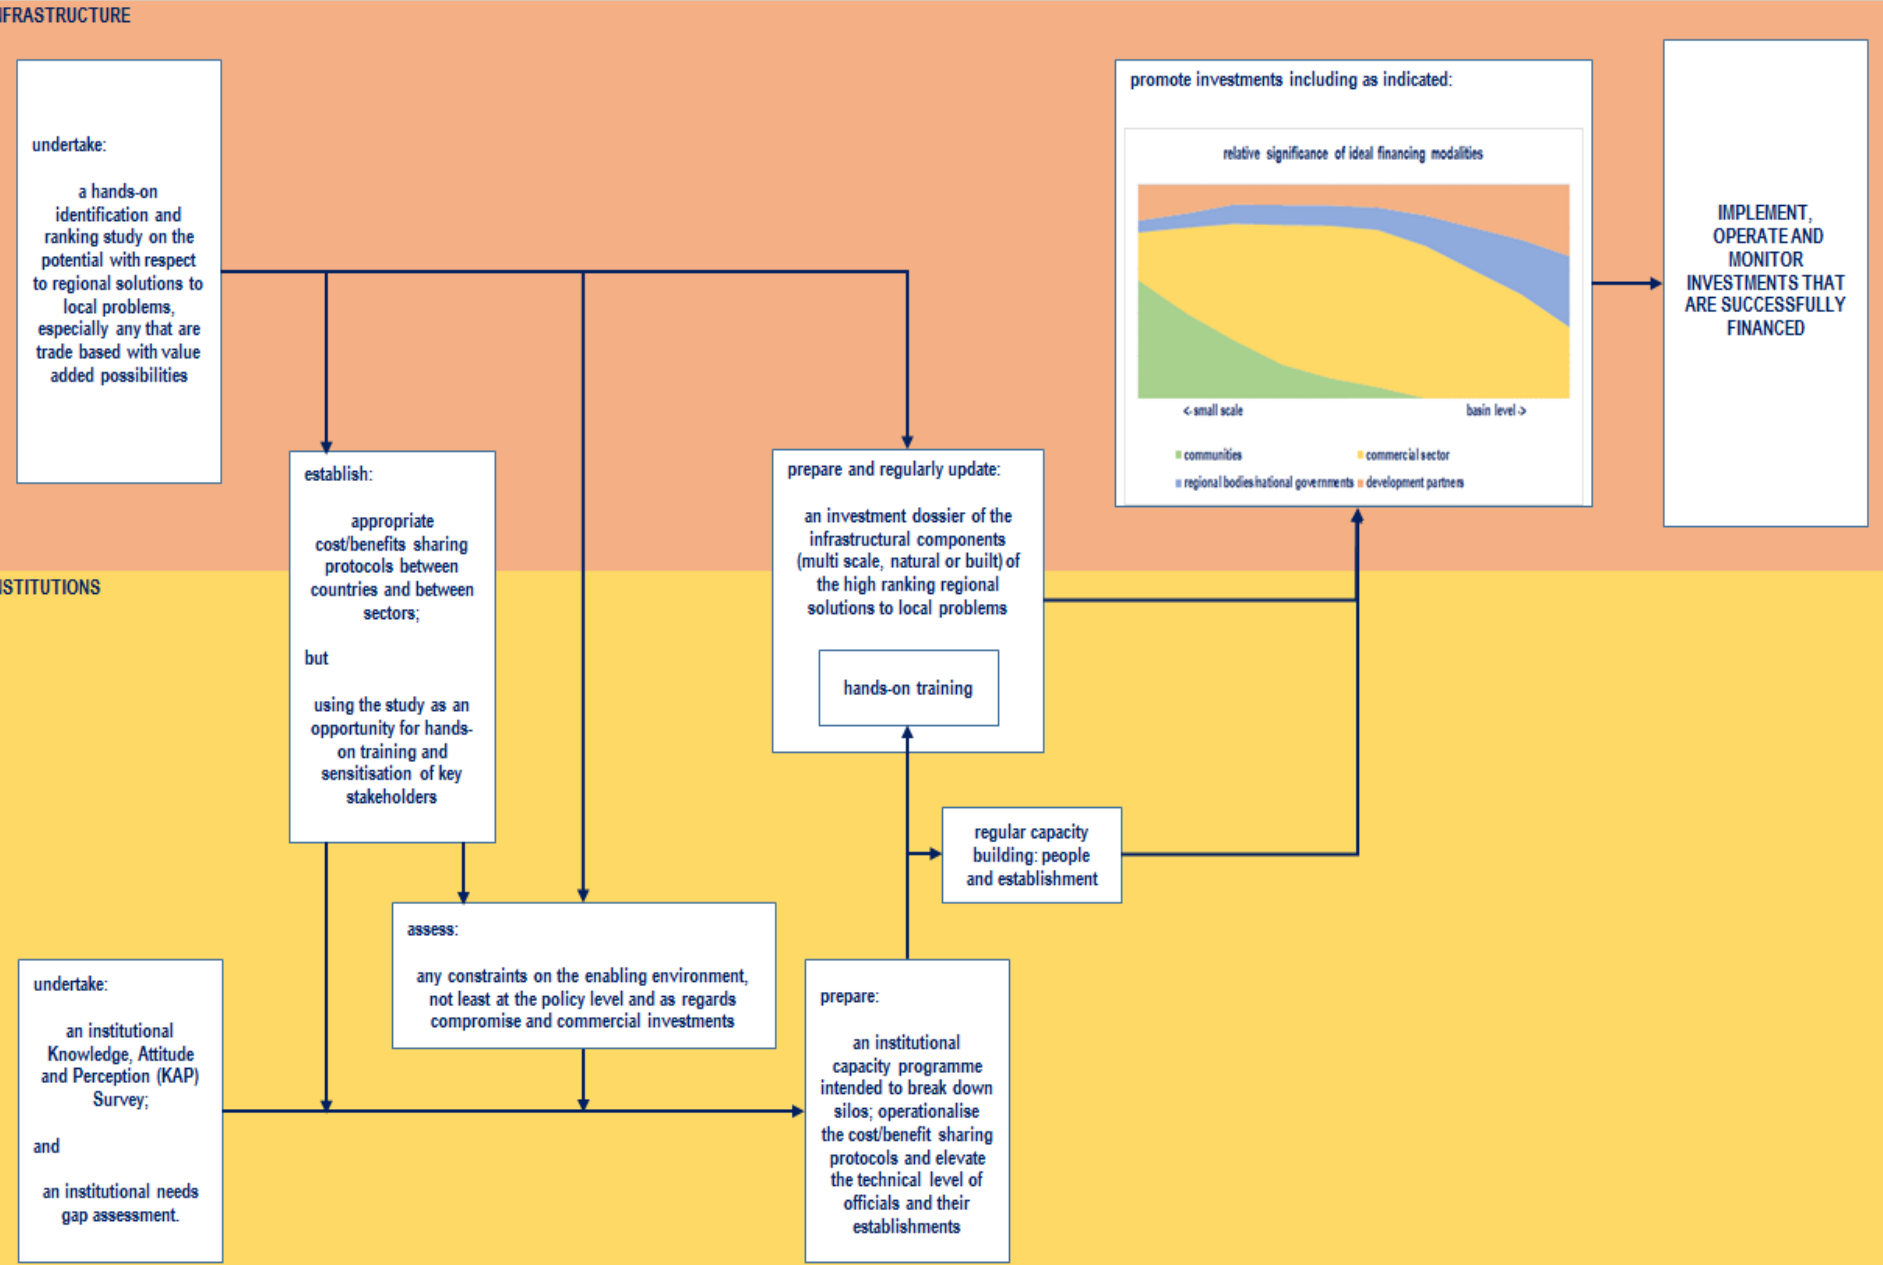 NFRASTRUCTURE
undertake:
a hands-on
identification and
ranking study on the
potential with respect
to regional solutions to
local problems,
especially any that are
trade based with value
added possibilities
establish:
appropriate
cost/benefits sharing
protocols between
countries and between
sectors;
but
using the study as an
opportunity for hands-
on training and
sensitisation of key
stakeholders
prepare and regularly update:
an investment dossier of the
infrastructural components
(multi scale, natural or built) of
the high ranking regional
solutions to local problems
hands-on training
promote investments including as indicated:
relative significance of ideal financing modalities
<- small scale
basin level ->
communities
commercial sector
regional bodies/national governments
development partners
IMPLEMENT,
OPERATE AND
MONITOR
INVESTMENTS THAT
ARE SUCCESSFULLY
FINANCED
NSTITUTIONS
regular capacity
building: people
and establishment
assess:
any constraints on the enabling environment,
not least at the policy level and as regards
compromise and commercial investments
undertake:
an institutional
Knowledge, Attitude
and Perception (KAP)
Survey;
and
an institutional needs
gap assessment.
prepare:
an institutional
capacity programme
intended to break down
silos; operationalise
the cost/benefit sharing
protocols and elevate
the technical level of
officials and their
establishments